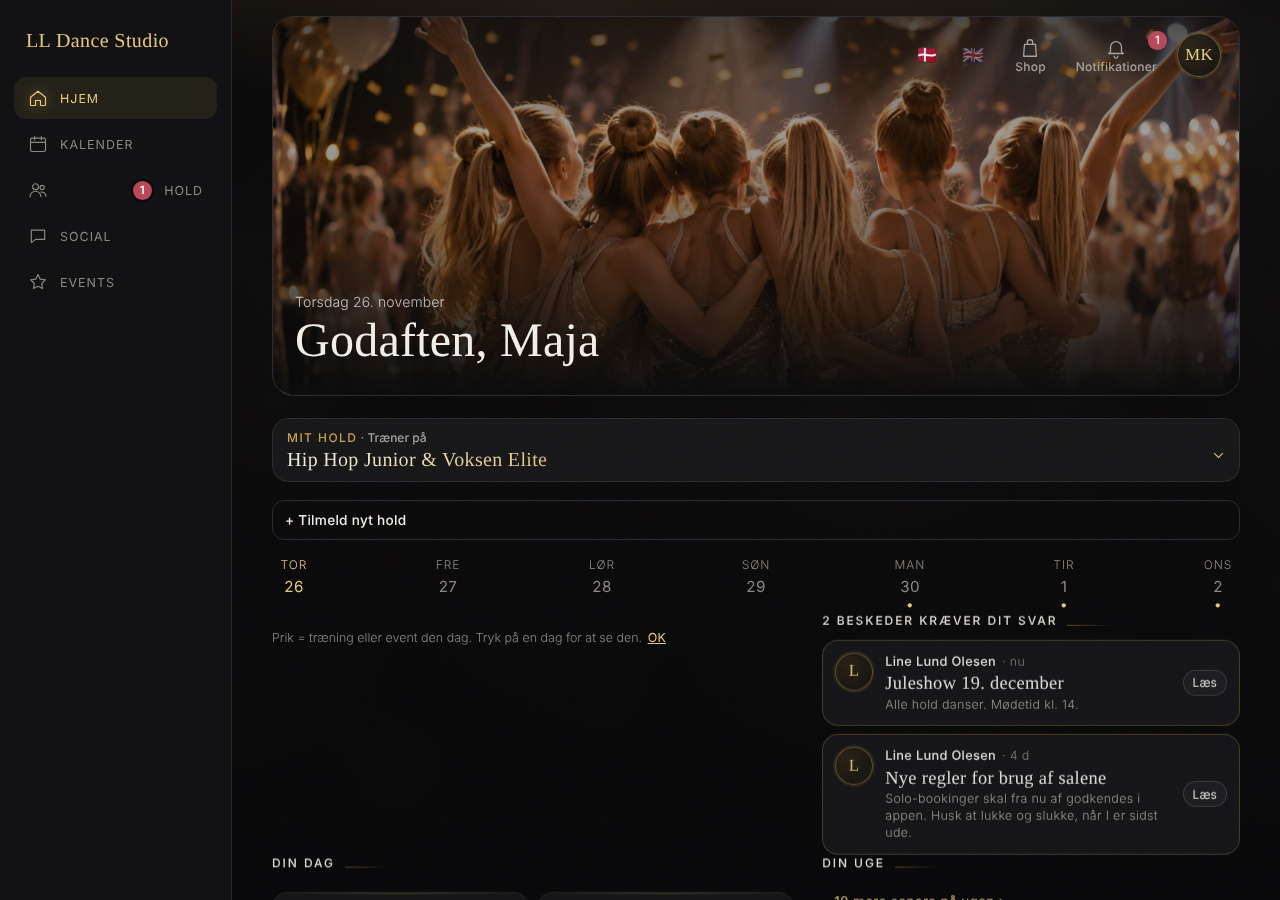 LL Dance Studio
HJEM
KALENDER
1 HOLD
SOCIAL
EVENTS
Shop
Notifikationer
1
MK
Torsdag 26. november
Godaften, Maja
MIT HOLD · Træner på
Hip Hop Junior & Voksen Elite
+ Tilmeld nyt hold
TOR FRE LØR SØN MAN TIR ONS
26 27 28 29 30 1 2
Prik = træning eller event den dag. Tryk på en dag for at se den. OK
2 BESKEDER KRÆVER DIT SVAR
L
Line Lund Olesen · nu
Juleshow 19. december
Alle hold danser. Mødetid kl. 14.
Læs
L
Line Lund Olesen · 4 d
Nye regler for brug af salene
Solo-bookinger skal fra nu af godkendes i
appen. Husk at lukke og slukke, når I er sidst
ude.
Læs
DIN DAG
DIN UGE